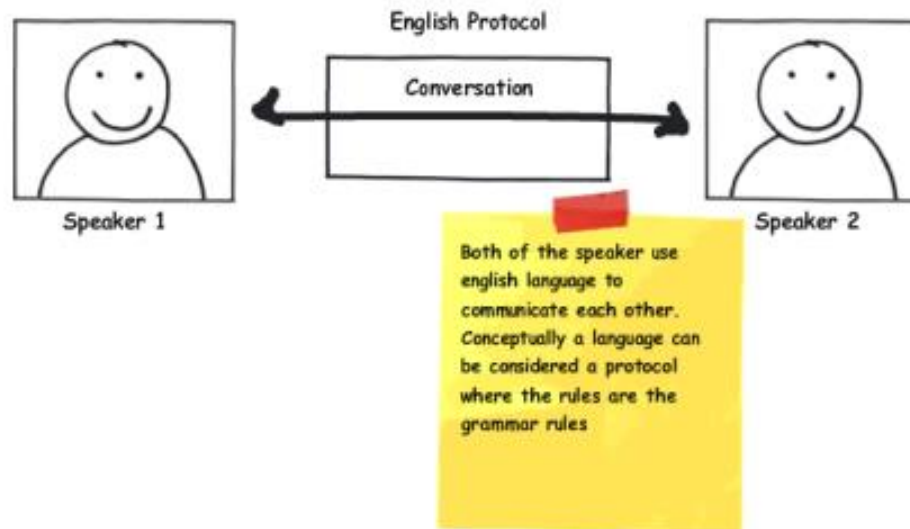 English Protocol
Conversation
Speaker 1
Speaker 2
Both of the speaker use
english language to
communicate each other.
Conceptually a language can
be considered a protocol
where the rules are the
grammar rules